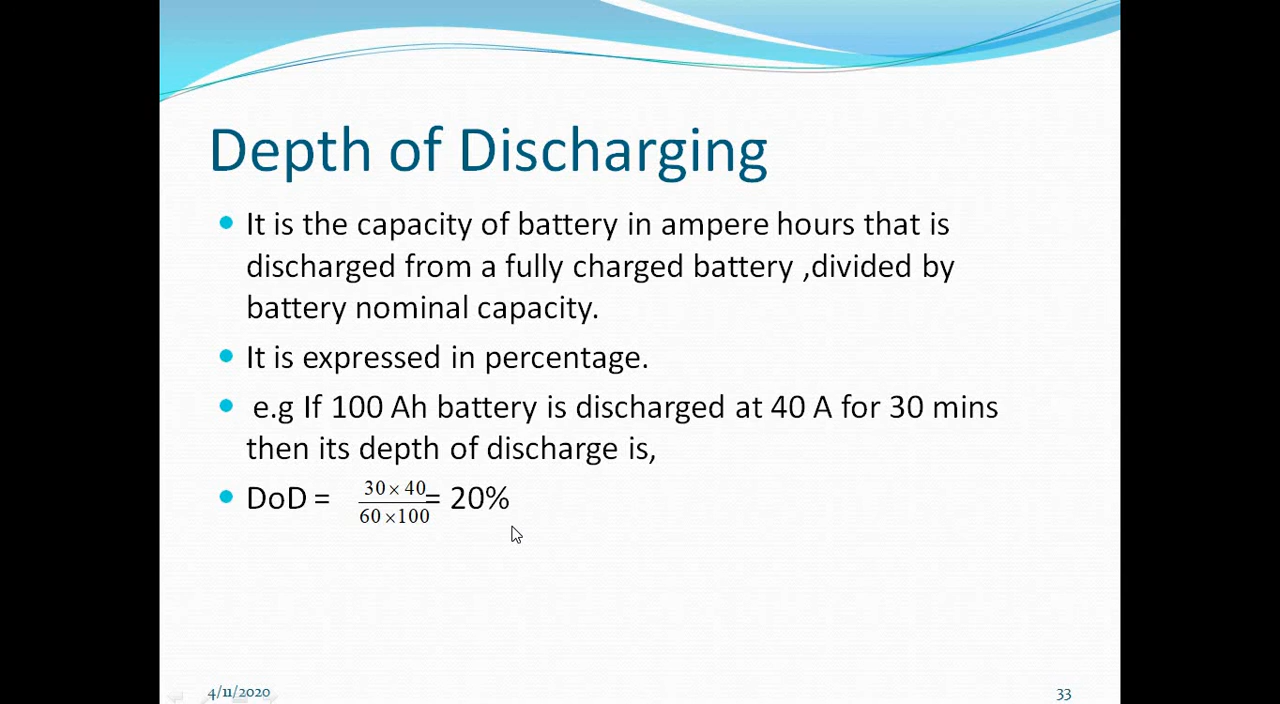 Depth of Discharging
It is the capacity of battery in ampere hours that is
discharged from a fully charged battery ,divided by
battery nominal capacity.
It is expressed in percentage.
e.g If 100 Ah battery is discharged at 40 A for 30 mins
then its depth of discharge is,
30 × 40
DoD = = 20%
60 ×100
4/11/2020 33